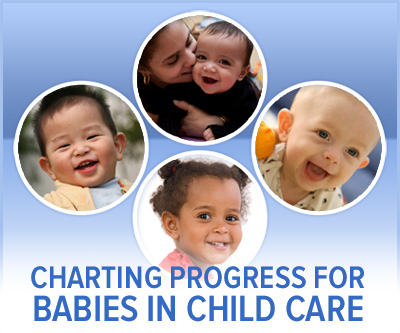 CHARTING PROGRESS FOR
BABIES IN CHILD CARE